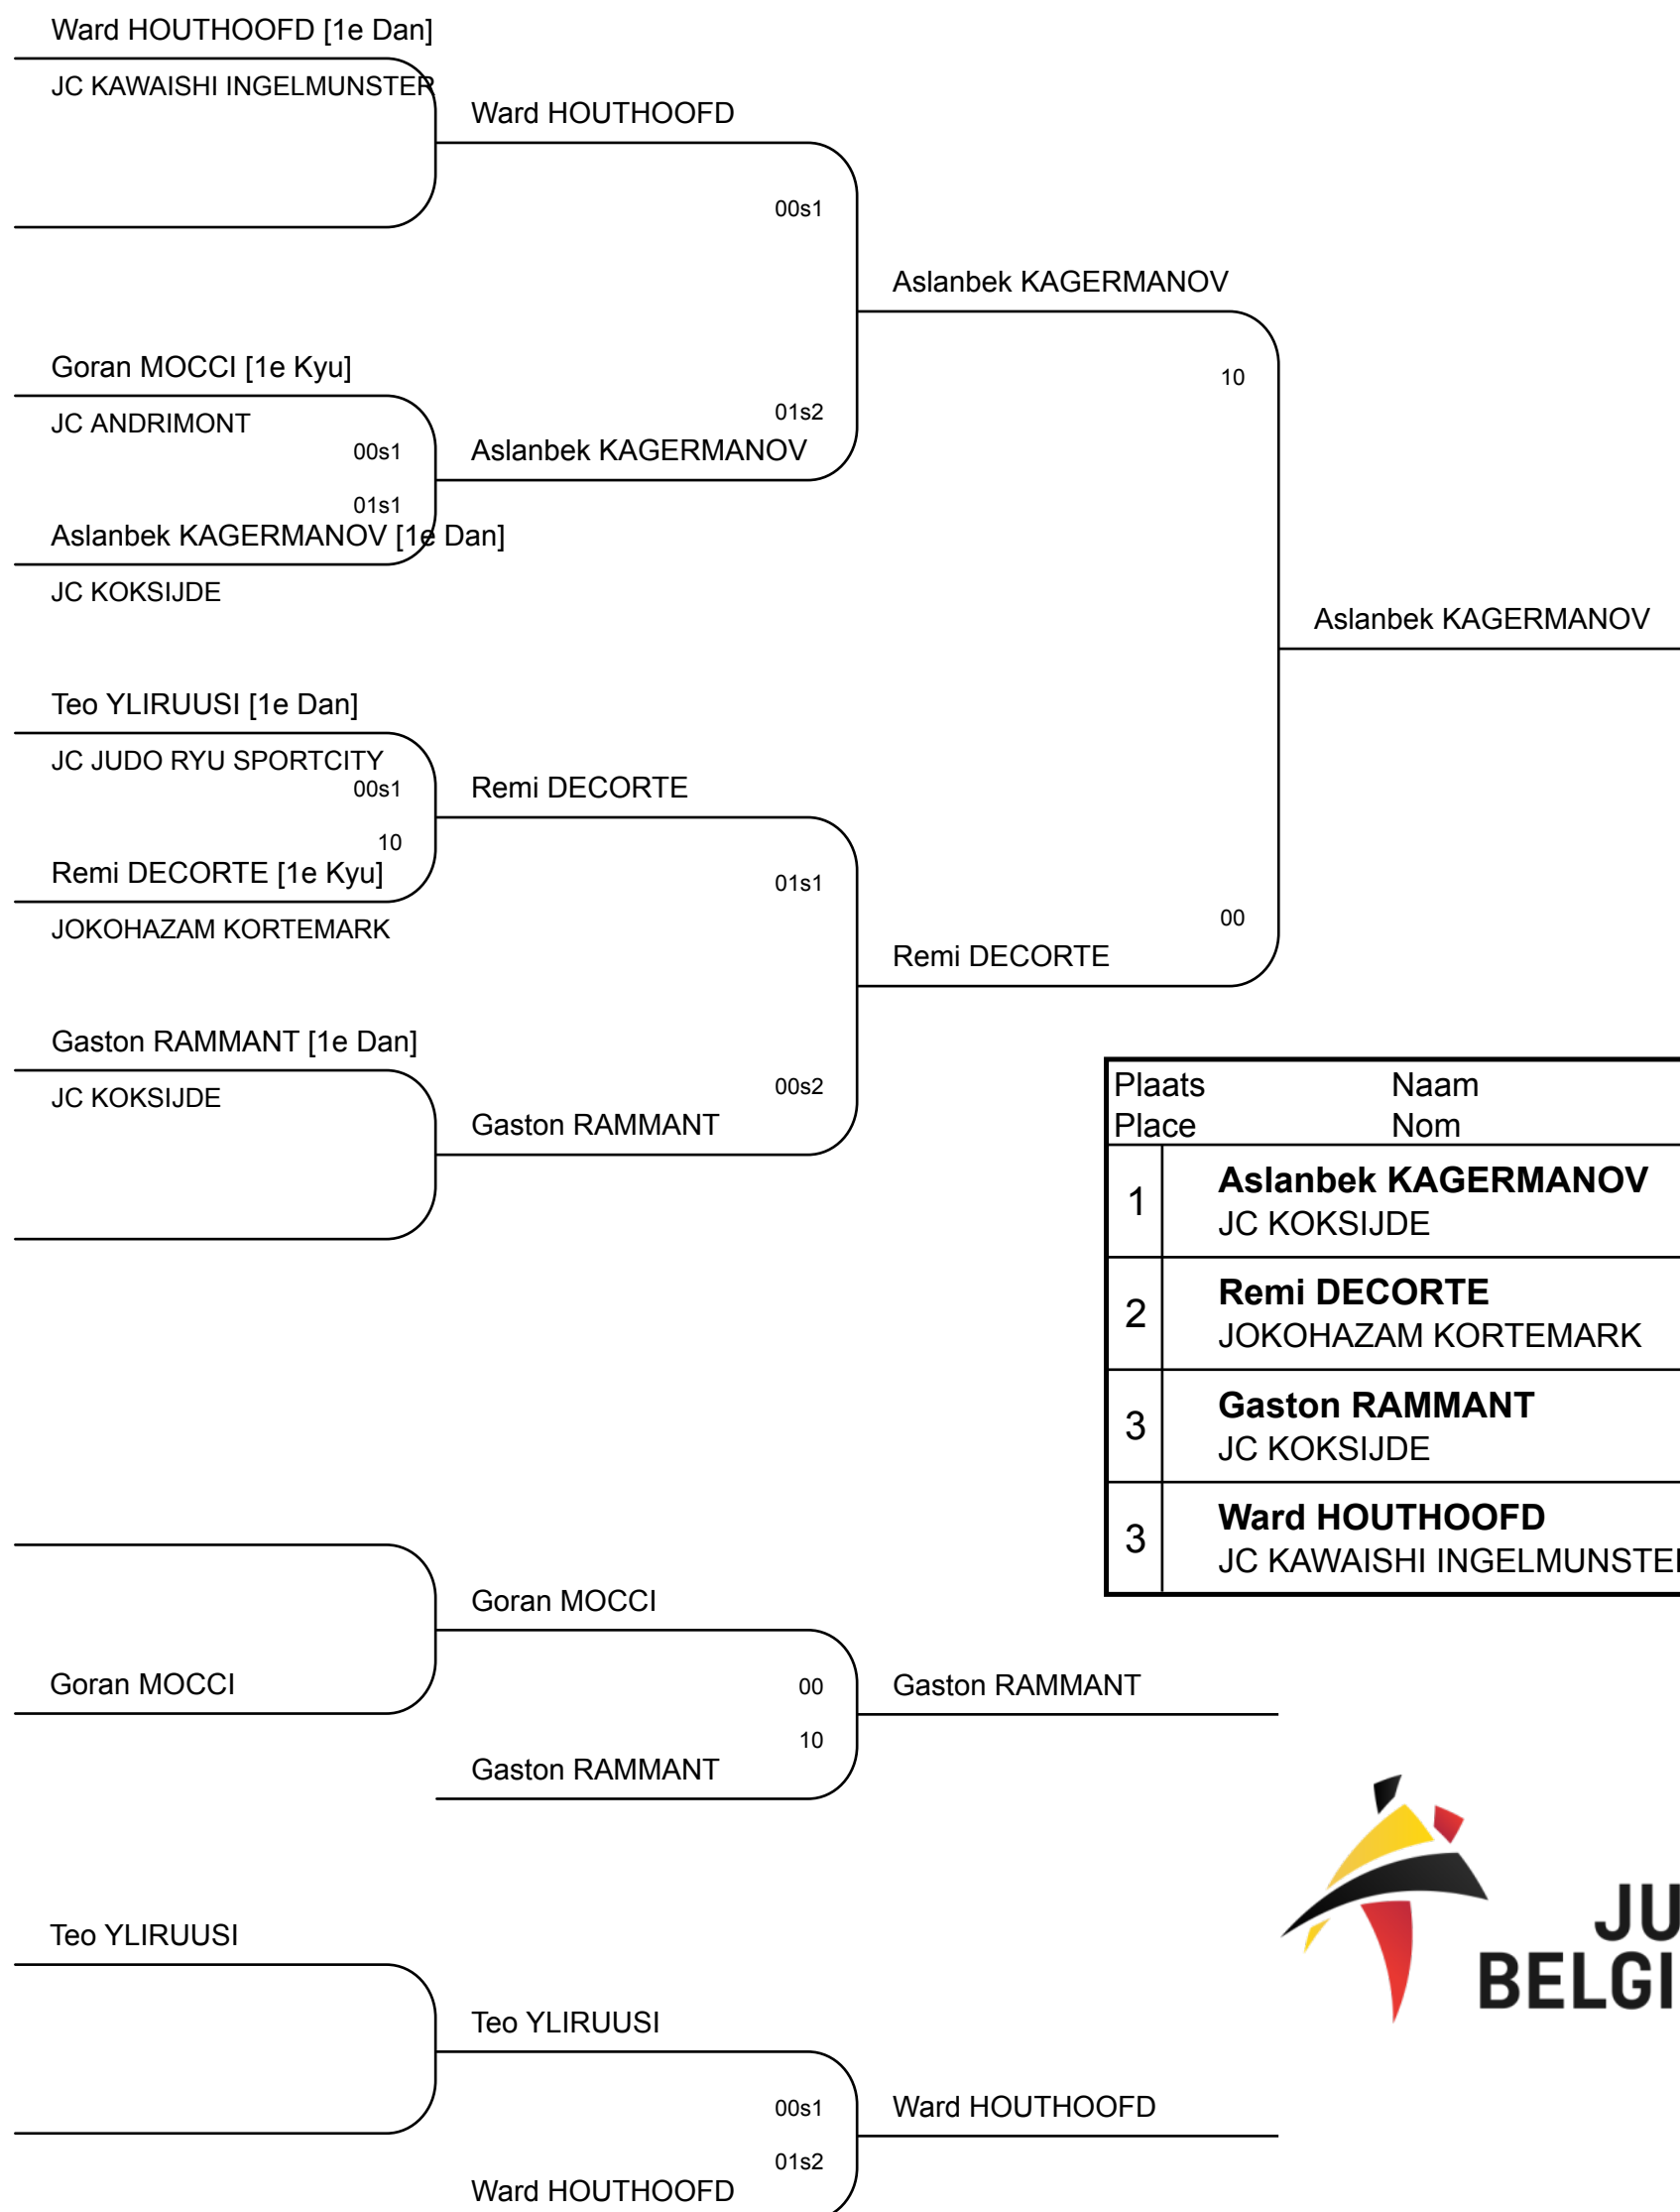 Ward HOUTHOOFD [1e Dan]
JC KAWAISHI INGELMUNSTER
Ward HOUTHOOFD
00s1
Aslanbek KAGERMANOV
Goran MOCCI [1e Kyu]
10
JC ANDRIMONT
01s2
00s1
Aslanbek KAGERMANOV
01s1
Aslanbek KAGERMANOV [1e Dan]
JC KOKSIJDE
Aslanbek KAGERMANOV
Teo YLIRUUSI [1e Dan]
JC JUDO RYU SPORTCITY
00s1
Remi DECORTE
10
Remi DECORTE [1e Kyu]
01s1
JOKOHAZAM KORTEMARK
00
Remi DECORTE
Gaston RAMMANT [1e Dan]
JC KOKSIJDE
00s2
Gaston RAMMANT
Plaats Naam
Place Nom
1 Aslanbek KAGERMANOV
JC KOKSIJDE
2 Remi DECORTE
JOKOHAZAM KORTEMARK
3 Gaston RAMMANT
JC KOKSIJDE
3 Ward HOUTHOOFD
JC KAWAISHI INGELMUNSTE
Goran MOCCI
Goran MOCCI
00
Gaston RAMMANT
10
Gaston RAMMANT
JU
BELGI
Teo YLIRUUSI
Teo YLIRUUSI
00s1
Ward HOUTHOOFD
01s2
Ward HOUTHOOFD